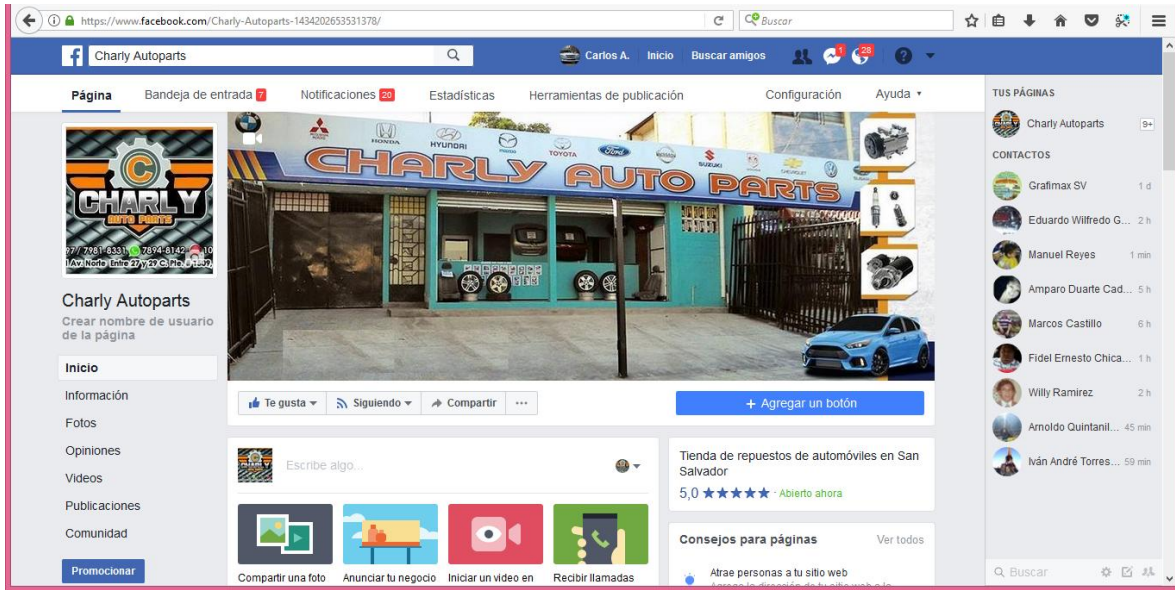 https://www.facebook.com/Charly-Autoparts-1434202653531378/
Buscar
Charly Autoparts
Carlos A. Inicio Buscar amigos 1 28
Página Bandeja de entrada 7 Notificaciones 20 Estadísticas Herramientas de publicación Configuración Ayuda
CHARLY
AUTO PARTS
97 / 7981-8331 7894-8142
HONDA HYUNDAI TOYOTA Ford SUZUKI CHEVROLET
CHARLY AUTO PARTS
Charly Autoparts
Crear nombre de usuario
de la página
Inicio
Información
Fotos
Opiniones
Videos
Publicaciones
Comunidad
Promocionar
Te gusta Siguiendo Compartir ...
+ Agregar un botón
Escribe algo...
Compartir una foto Anunciar tu negocio Iniciar un video en Recibir llamadas
Tienda de repuestos de automóviles en San
Salvador
5,0 ★★★★★ · Abierto ahora
Consejos para páginas Ver todos
Atrae personas a tu sitio web
TUS PÁGINAS
Charly Autoparts 9+
CONTACTOS
Grafimax SV 1 d
Eduardo Wilfredo G... 2 h
Manuel Reyes 1 min
Amparo Duarte Cad... 5 h
Marcos Castillo 6 h
Fidel Ernesto Chica... 1 h
Willy Ramirez 2 h
Arnoldo Quintanil... 45 min
Iván André Torres... 59 min
Buscar